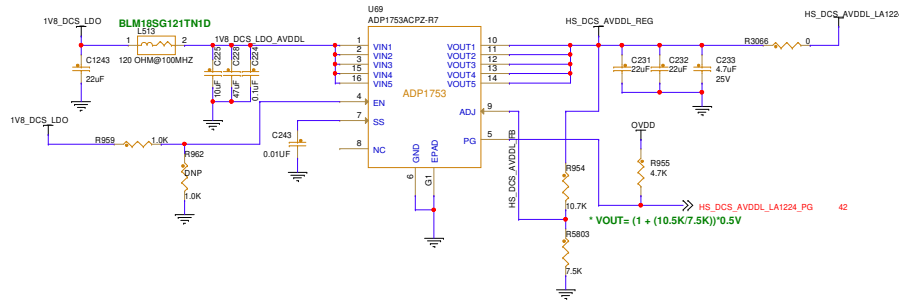 U69
ADP1753ACPZ-R7
1V8_DCS_LDO
BLM18SG121TN1D
L513
1 2
120 OHM@100MHZ
1V8_DCS_LDO_AVDDL
C1243
22uF
C225
10uF
C228
47uF
C224
0.1uF
1 VIN1
2 VIN2
3 VIN3
15 VIN4
16 VIN5
4 EN
7 SS
8 NC
ADP1753
VOUT1 10
VOUT2 11
VOUT3 12
VOUT4 13
VOUT5 14
ADJ 9
PG 5
GND
EPAD
6
G1
1V8_DCS_LDO
R959 1.0K
R962
DNP
1.0K
C243
0.01UF
HS_DCS_AVDDL_REG
HS_DCS_AVDDL_LA1224
R3066 0
C231
22uF
C232
22uF
C233
4.7uF
25V
HS_DCS_AVDDL_FB
OVDD
R955
4.7K
R954
10.7K
HS_DCS_AVDDL_LA1224_PG 42
* VOUT= (1 + (10.5K/7.5K))*0.5V
R5803
7.5K